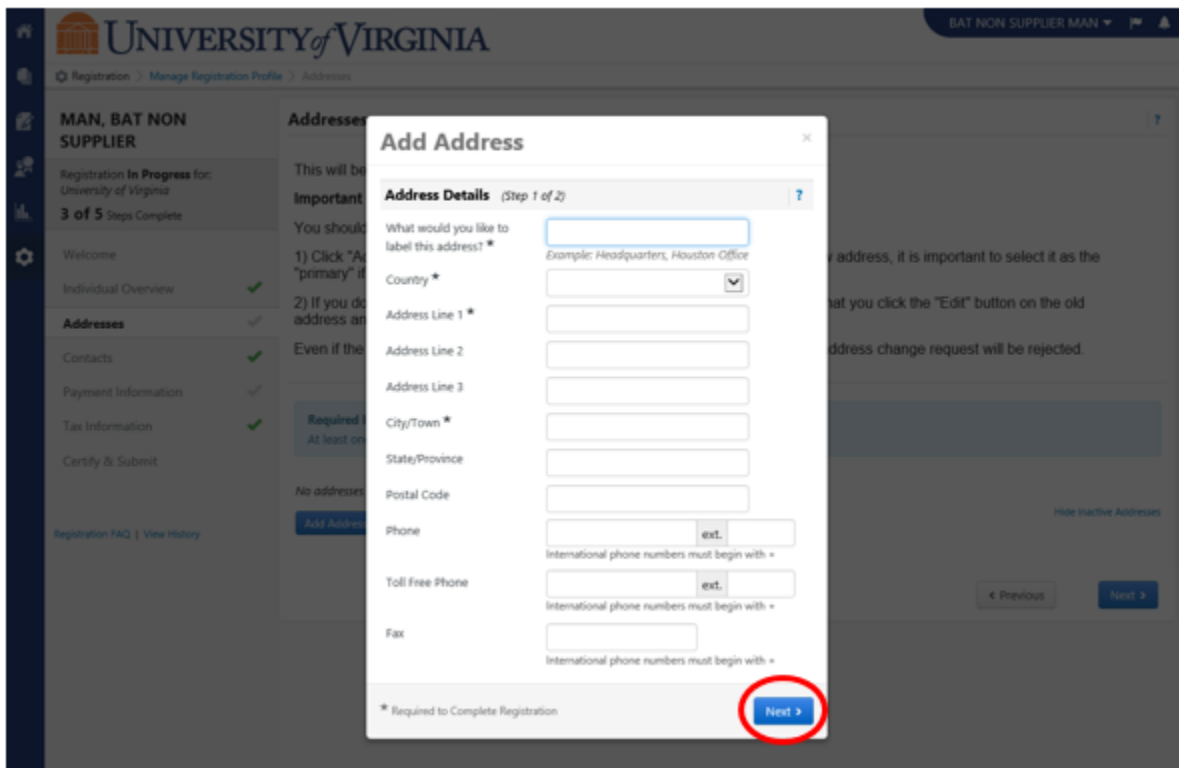 UNIVERSITY of VIRGINIA
BAT NON SUPPLIER MAN
Registration > Manage Registration Profile > Addresses
MAN, BAT NON
SUPPLIER
Registration In Progress for:
University of Virginia
3 of 5 Steps Complete
Welcome
Individual Overview
Addresses
Contacts
Payment Information
Tax Information
Certify & Submit
Registration FAQ | View History
Addresses
?
This will be
Important
You should
1) Click "Ad
address, it is important to select it as the
"primary" if
2) If you do
hat you click the "Edit" button on the old
address an
Even if the
ddress change request will be rejected.
Required I
At least on
No addresses
Add Addres
Hide Inactive Addresses
< Previous
Next >
Add Address
×
Address Details (Step 1 of 2)
?
What would you like to
label this address? *
Example: Headquarters, Houston Office
Country *
Address Line 1 *
Address Line 2
Address Line 3
City/Town *
State/Province
Postal Code
Phone
ext.
International phone numbers must begin with +
Toll Free Phone
ext.
International phone numbers must begin with +
Fax
International phone numbers must begin with +
* Required to Complete Registration
Next >